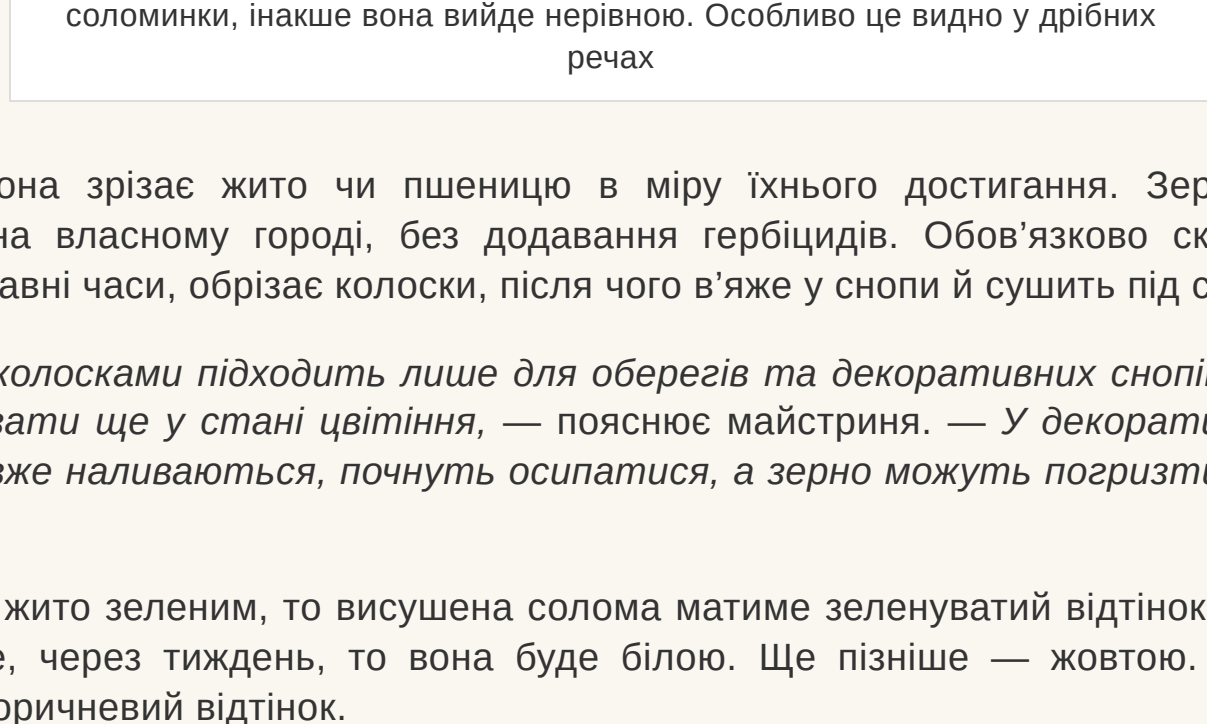 соломинки, інакше вона вийде нерівною. Особливо це видно у дрібних
речах
она зрізає жито чи пшеницю в міру їхнього достигання. Зер
на власному городі, без додавання гербіцидів. Обов’язково ск
авні часи, обрізає колоски, після чого в’яже у снопи й сушить під с
колосками підходить лише для оберегів та декоративних снопі
вати ще у стані цвітіння, — пояснює майстриня. — У декорати
вже наливаються, почнуть осипатися, а зерно можуть погризти
жито зеленим, то висушена солома матиме зеленуватий відтінок
е, через тиждень, то вона буде білою. Ще пізніше — жовтою.
оричневий відтінок.